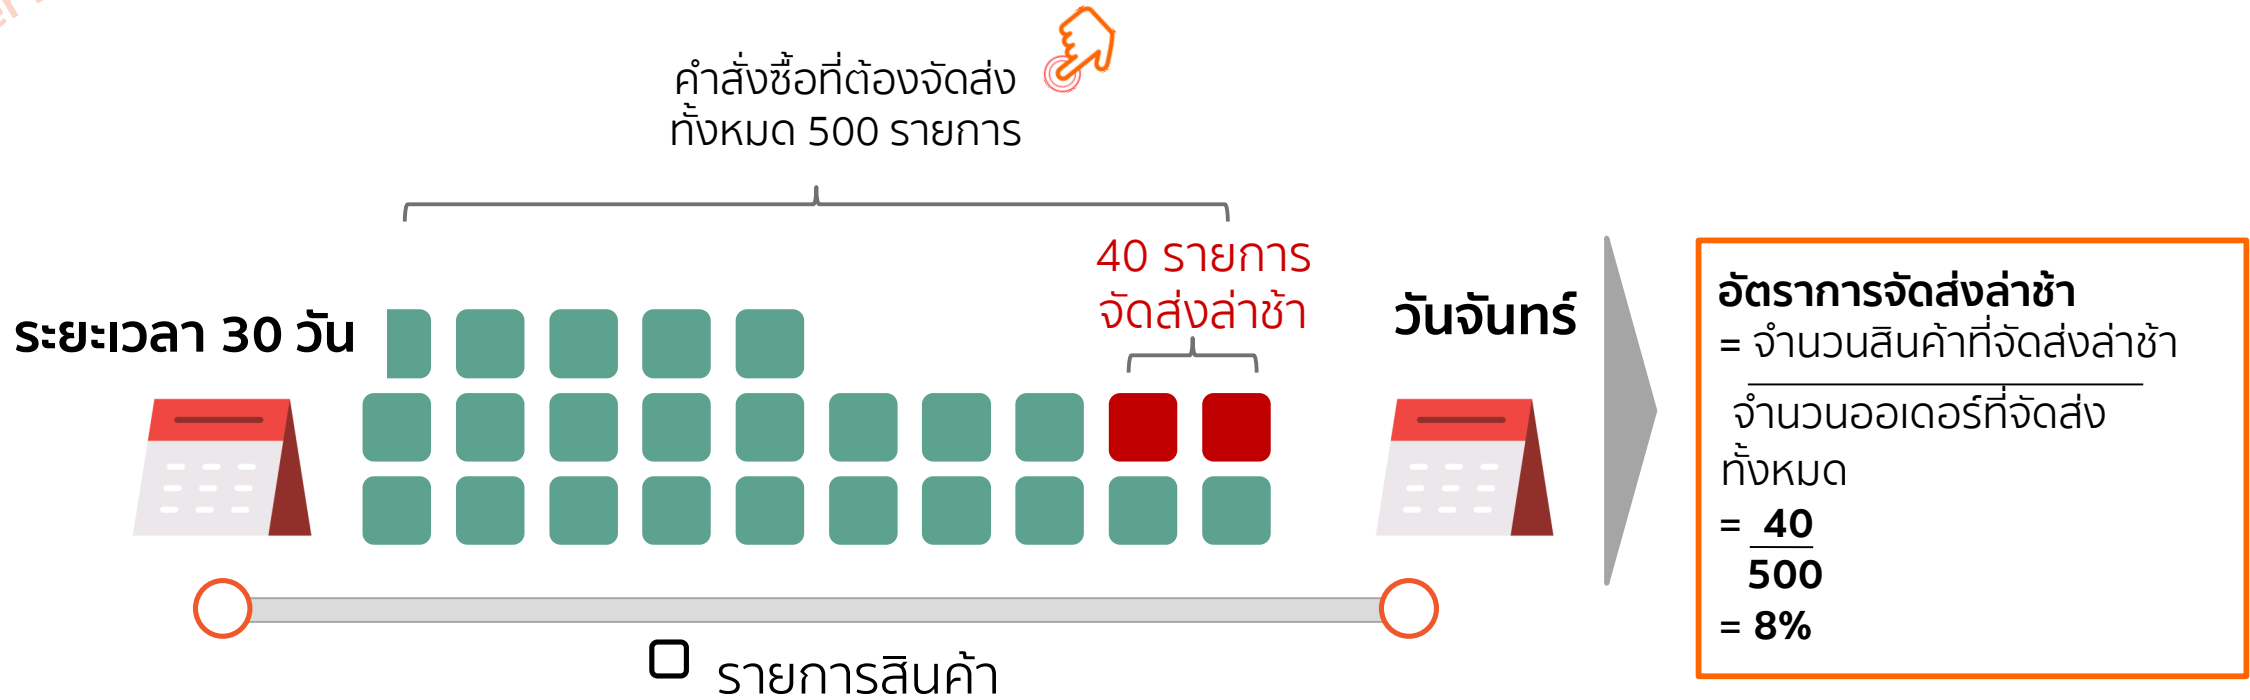 คำสั่งซื้อที่ต้องจัดส่ง
ทั้งหมด 500 รายการ
40 รายการ
จัดส่งล่าช้า
ระยะเวลา 30 วัน
วันจันทร์
รายการสินค้า
อัตราการจัดส่งล่าช้า
= จำนวนสินค้าที่จัดส่งล่าช้า
จำนวนออเดอร์ที่จัดส่ง
ทั้งหมด
= 40
500
= 8%